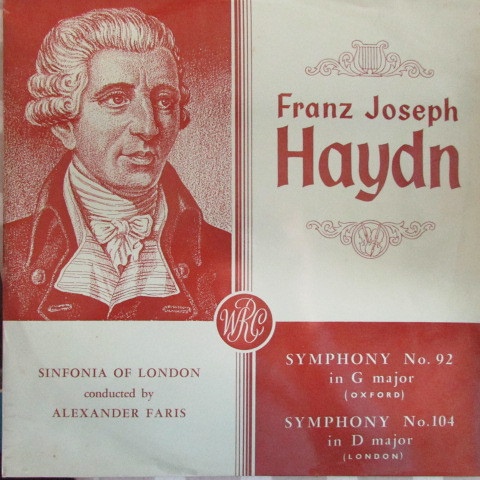 Franz Joseph
Haydn
WRC
SINFONIA OF LONDON
conducted by
ALEXANDER FARIS
SYMPHONY No. 92
in G major
(OXFORD)
SYMPHONY No. 104
in D major
(LONDON)